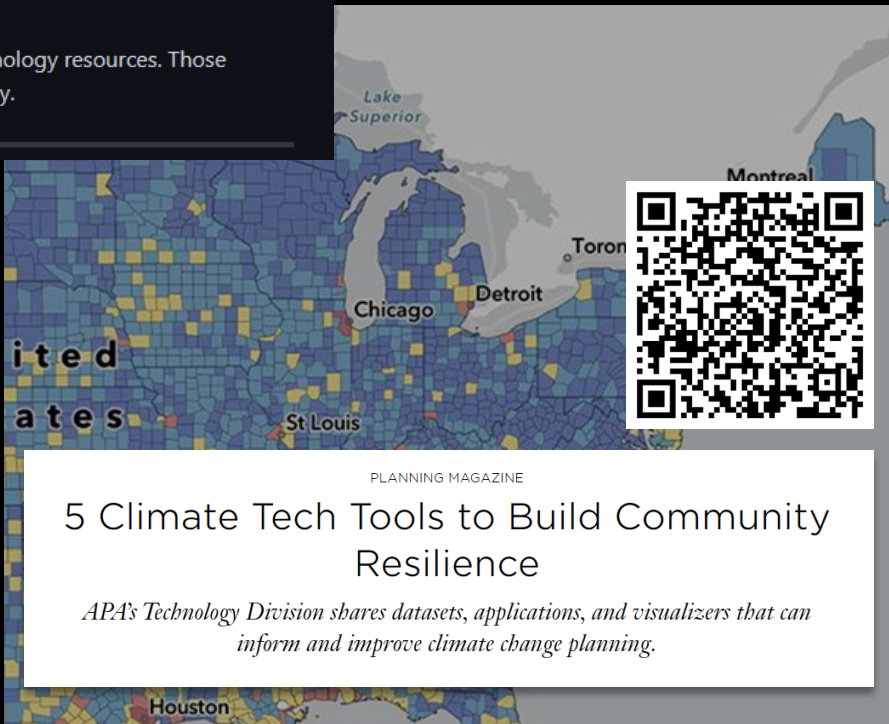 nology resources. Those
y.
Lake
Superior
Montreal
Toron
Detroit
Chicago
ited
ates
St Louis
PLANNING MAGAZINE
5 Climate Tech Tools to Build Community
Resilience
APA's Technology Division shares datasets, applications, and visualizers that can
inform and improve climate change planning.
Houston